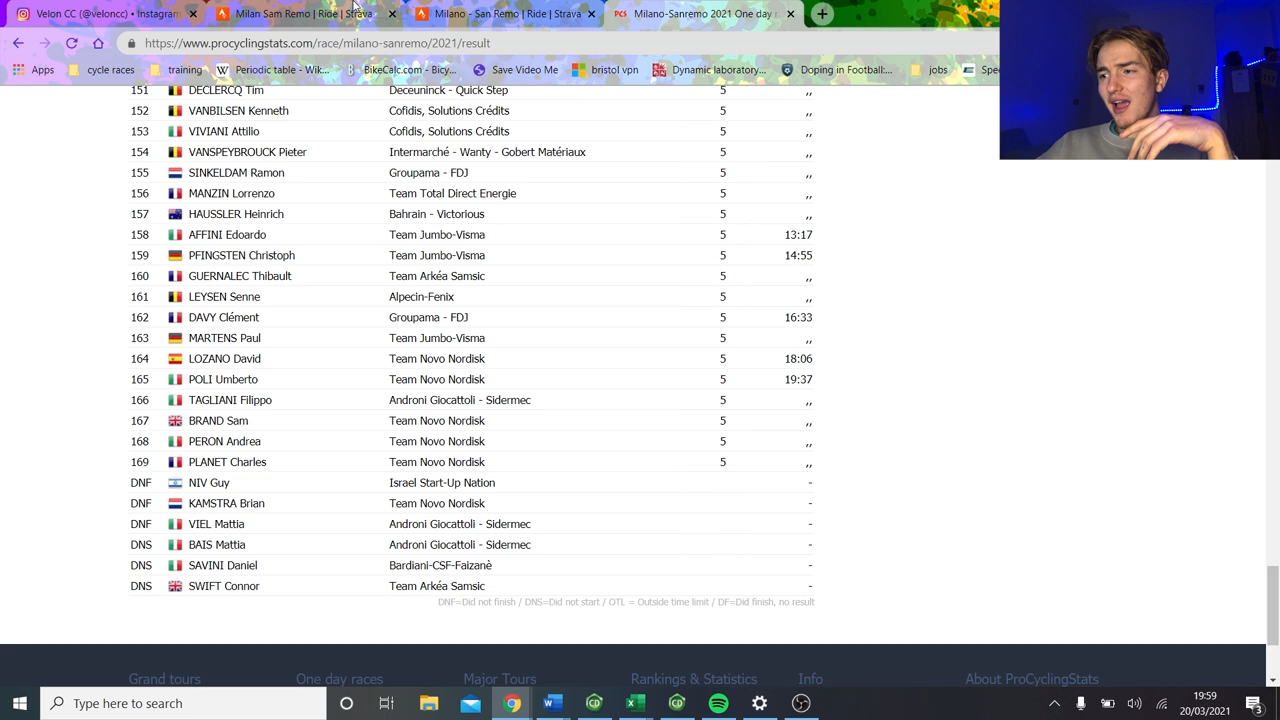 Velon CC (@veloncc) • Instagram
Milan San Remo | Ride | Strava
Milano - San Remo | Ride | Strava
PCS Milano-Sanremo 2021 One day r
https://www.procyclingstats.com/race/milano-sanremo/2021/result
Apps cycle races training Periodic table - Wik... BikeCalc.com - Bicy... Save Video Me bristol vpn Dynamic laboratory... Doping in Football:... jobs Spec
151 DECLERCQ Tim Deceuninck - Quick Step 5 ,,
152 VANBILSEN Kenneth Cofidis, Solutions Crédits 5 ,,
153 VIVIANI Attilio Cofidis, Solutions Crédits 5 ,,
154 VANSPEYBROUCK Pieter Intermarché - Wanty - Gobert Matériaux 5 ,,
155 SINKELDAM Ramon Groupama - FDJ 5 ,,
156 MANZIN Lorrenzo Team Total Direct Energie 5 ,,
157 HAUSSLER Heinrich Bahrain - Victorious 5 ,,
158 AFFINI Edoardo Team Jumbo-Visma 5 13:17
159 PFINGSTEN Christoph Team Jumbo-Visma 5 14:55
160 GUERNALEC Thibault Team Arkéa Samsic 5 ,,
161 LEYSEN Senne Alpecin-Fenix 5 ,,
162 DAVY Clément Groupama - FDJ 5 16:33
163 MARTENS Paul Team Jumbo-Visma 5 ,,
164 LOZANO David Team Novo Nordisk 5 18:06
165 POLI Umberto Team Novo Nordisk 5 19:37
166 TAGLIANI Filippo Androni Giocattoli - Sidermec 5 ,,
167 BRAND Sam Team Novo Nordisk 5 ,,
168 PERON Andrea Team Novo Nordisk 5 ,,
169 PLANET Charles Team Novo Nordisk 5 ,,
DNF NIV Guy Israel Start-Up Nation -
DNF KAMSTRA Brian Team Novo Nordisk -
DNF VIEL Mattia Androni Giocattoli - Sidermec -
DNS BAIS Mattia Androni Giocattoli - Sidermec -
DNS SAVINI Daniel Bardiani-CSF-Faizanè -
DNS SWIFT Connor Team Arkéa Samsic -
DNF=Did not finish / DNS=Did not start / OTL = Outside time limit / DF=Did finish, no result
Grand tours One day races Major Tours Rankings & Statistics Info About ProCyclingStats
Type here to search
19:59
20/03/2021
3